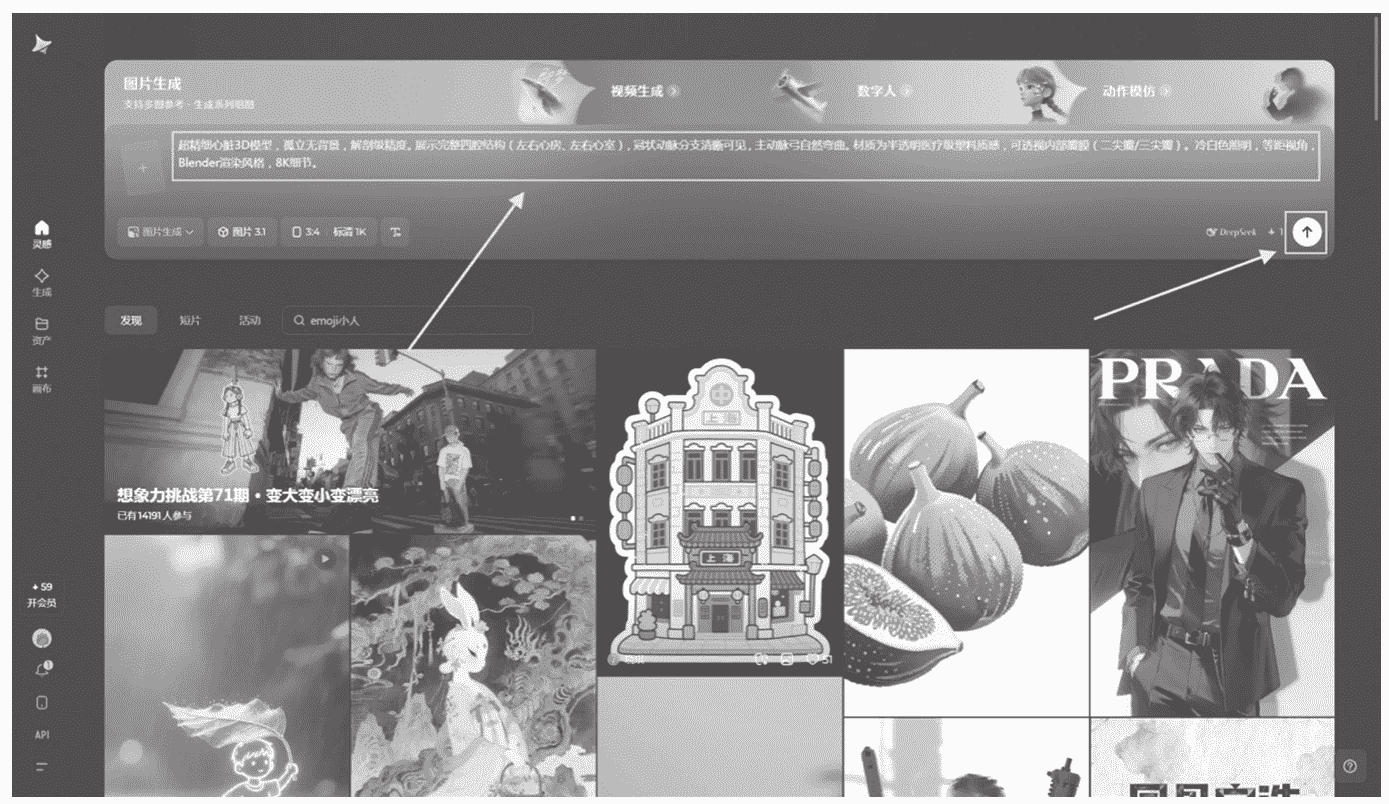 图片生成
支持多图参考·生成系列组图
视频生成
数字人
动作模仿
超精细心脏3D模型，孤立无背景，解剖级精度。展示完整四腔结构（左右心房、左右心室），冠状动脉分支清晰可见，主动脉弓自然弯曲。材质为半透明医疗级塑料质感，可透视内部瓣膜（二尖瓣/三尖瓣）。冷白色照明，等距视角，
Blender渲染风格，8K细节。
图片生成
图片 3.1
3:4
标清 1K
DeepSeek
1
灵感
生成
资产
画布
发现
短片
活动
emoji小人
想象力挑战第71期·变大变小变漂亮
已有14191人参与
上海
上海
51
PRADA
59
开会员
1
API